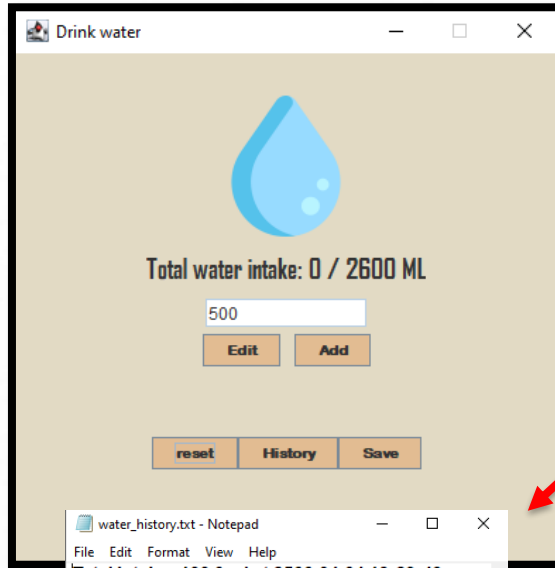 Drink water
Total water intake: 0 / 2600 ML
500
Edit Add
reset History Save
water_history.txt - Notepad
File Edit Format View Help